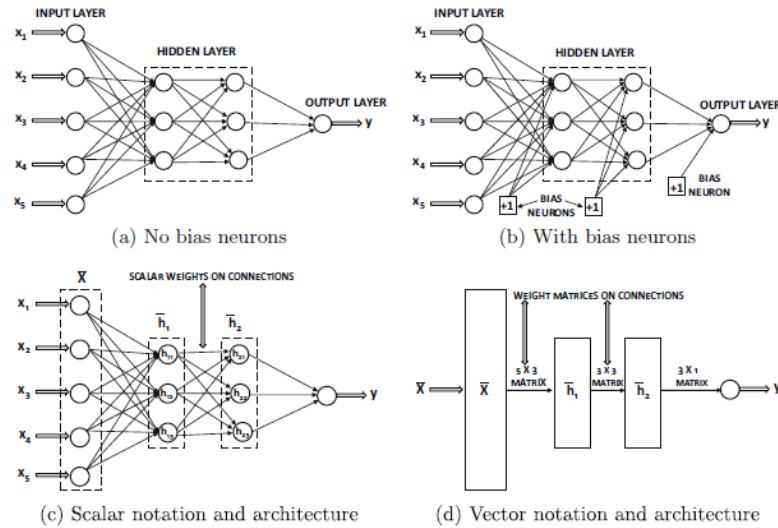 INPUT LAYER
x1
x2
x3
x4
x5
HIDDEN LAYER
OUTPUT LAYER
y
(a) No bias neurons
INPUT LAYER
x1
x2
x3
x4
x5
HIDDEN LAYER
OUTPUT LAYER
y
+1
BIAS
NEURONS
+1
+1
BIAS
NEURON
(b) With bias neurons
SCALAR WEIGHTS ON CONNECTIONS
X̅
X1
X2
X3
X4
X5
h̅1
h̅2
h11
h12
h13
h21
h22
h23
y
(c) Scalar notation and architecture
WEIGHT MATRICES ON CONNECTIONS
X̅
X̅
5 X 3
MATRIX
h̅1
3 X 3
MATRIX
h̅2
3 X 1
MATRIX
y
(d) Vector notation and architecture